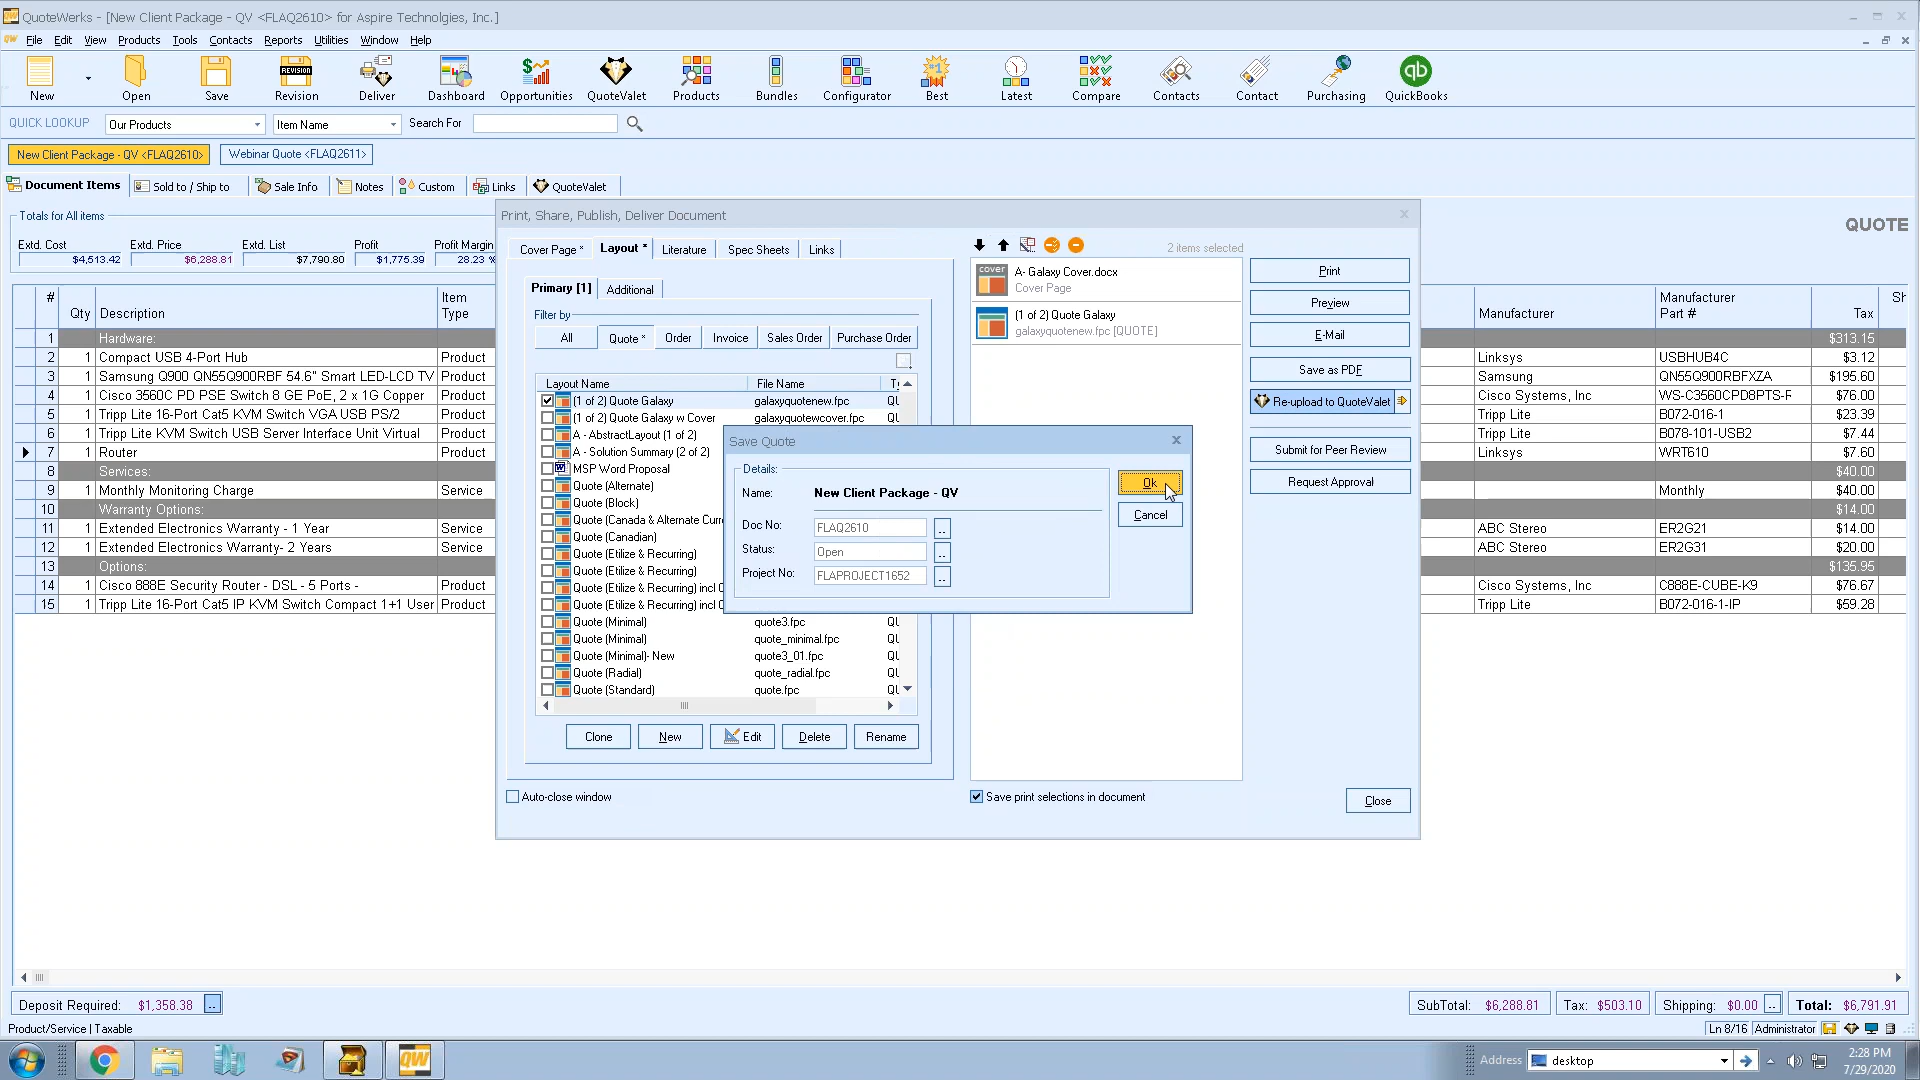 QuoteWerks - [New Client Package - QV <FLAQ2610> for Aspire Technolgies, Inc.]
File Edit View Products Tools Contacts Reports Utilities Window Help
New Open Save Revision Deliver Dashboard Opportunities QuoteValet Products Bundles Configurator Best Latest Compare Contacts Contact Purchasing QuickBooks
QUICK LOOKUP Our Products Item Name Search For
New Client Package - QV <FLAQ2610> Webinar Quote <FLAQ2611>
Document Items Sold to / Ship to Sale Info Notes Custom Links QuoteValet
Totals for All items
Extd. Cost Extd. Price Extd. List Profit Profit Margin
$4,513.42 $6,288.81 $7,790.80 $1,775.39 28.23 %
QUOTE
# Qty Description Item Type Manufacturer Manufacturer Part # Tax Sh
1 Hardware: $313.15
2 1 Compact USB 4-Port Hub Product Linksys USBHUB4C $3.12
3 1 Samsung Q900 QN55Q900RBF 54.6" Smart LED-LCD TV Product Samsung QN55Q900RBFXZA $195.60
4 1 Cisco 3560C PD PSE Switch 8 GE PoE, 2 x 1G Copper Product Cisco Systems, Inc WS-C3560CPD8PTS-F $76.00
5 1 Tripp Lite 16-Port Cat5 KVM Switch VGA USB PS/2 Product Tripp Lite B072-016-1 $23.39
6 1 Tripp Lite KVM Switch USB Server Interface Unit Virtual Product Tripp Lite B078-101-USB2 $7.44
7 1 Router Product Linksys WRT610 $7.60
8 Services: $40.00
9 1 Monthly Monitoring Charge Service Monthly $40.00
10 Warranty Options: $14.00
11 1 Extended Electronics Warranty - 1 Year Service ABC Stereo ER2G21 $14.00
12 1 Extended Electronics Warranty- 2 Years Service ABC Stereo ER2G31 $20.00
13 Options: $135.95
14 1 Cisco 888E Security Router - DSL - 5 Ports - Product Cisco Systems, Inc C888E-CUBE-K9 $76.67
15 1 Tripp Lite 16-Port Cat5 IP KVM Switch Compact 1+1 User Product Tripp Lite B072-016-1-IP $59.28
Print, Share, Publish, Deliver Document
Cover Page * Layout * Literature Spec Sheets Links
2 items selected
Primary [1] Additional
Filter by
All Quote * Order Invoice Sales Order Purchase Order
Layout Name File Name
(1 of 2) Quote Galaxy galaxyquotenew.fpc QL
(1 of 2) Quote Galaxy w Cover galaxyquotewcover.fpc QL
A - AbstractLayout (1 of 2)
A - Solution Summary (2 of 2)
MSP Word Proposal
Quote (Alternate)
Quote (Block)
Quote (Canada & Alternate Curr
Quote (Canadian)
Quote (Etilize & Recurring)
Quote (Etilize & Recurring)
Quote (Etilize & Recurring) incl C
Quote (Etilize & Recurring) incl C
Quote (Minimal) quote3.fpc QL
Quote (Minimal) quote_minimal.fpc QL
Quote (Minimal)- New quote3_01.fpc QL
Quote (Radial) quote_radial.fpc QL
Quote (Standard) quote.fpc QL
Clone New Edit Delete Rename
Auto-close window
cover
A- Galaxy Cover.docx
Cover Page
(1 of 2) Quote Galaxy
galaxyquotenew.fpc [QUOTE]
Save print selections in document
Print
Preview
E-Mail
Save as PDF
Re-upload to QuoteValet
Submit for Peer Review
Request Approval
Close
Save Quote
Details:
Name: New Client Package - QV
Doc No: FLAQ2610 ..
Status: Open ..
Project No: FLAPROJECT1652 ..
Ok
Cancel
Deposit Required: $1,358.38 ..
SubTotal: $6,288.81 Tax: $503.10 Shipping: $0.00 .. Total: $6,791.91
Product/Service | Taxable
Ln 8/16 Administrator
Address desktop
2:28 PM
7/29/2020